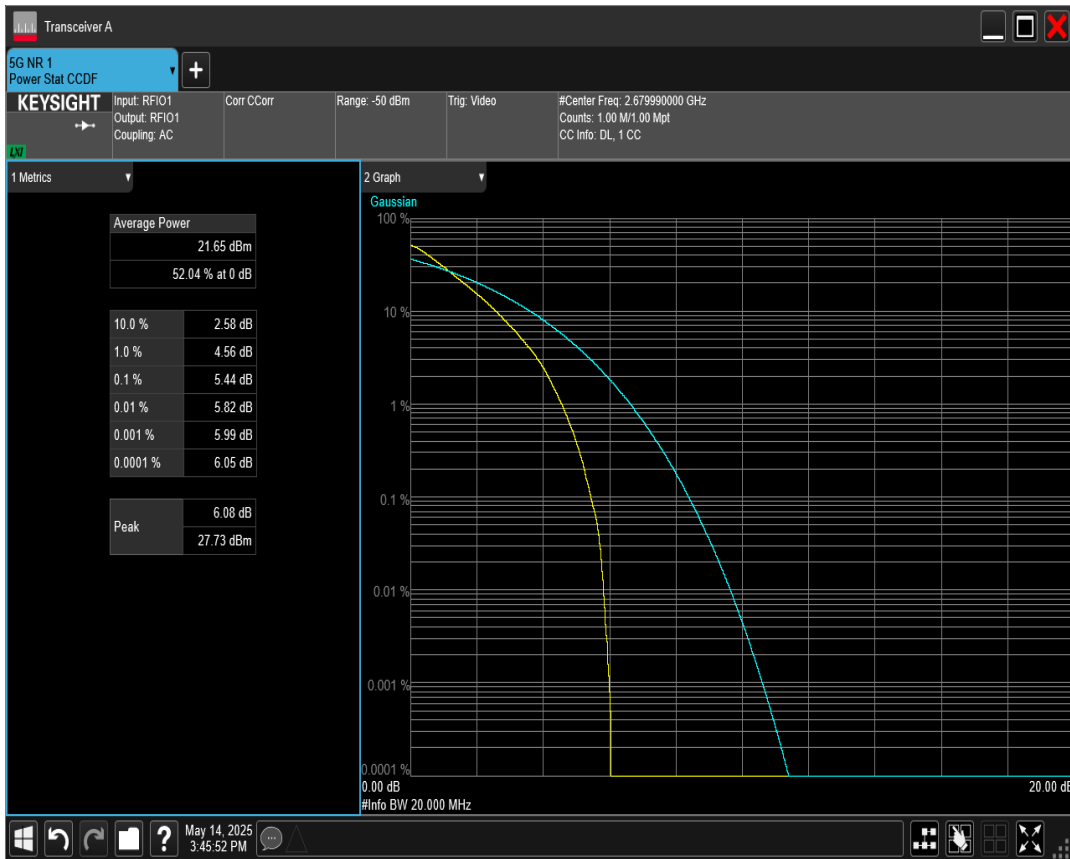 Transceiver A
5G NR 1
Power Stat CCDF
KEYSIGHT
LXI
Input: RFIO1
Output: RFIO1
Coupling: AC
Corr CCorr
Range: -50 dBm
Trig: Video
#Center Freq: 2.679990000 GHz
Counts: 1.00 M/1.00 Mpt
CC Info: DL, 1 CC
1 Metrics
Average Power
21.65 dBm
52.04 % at 0 dB
10.0 % 2.58 dB
1.0 % 4.56 dB
0.1 % 5.44 dB
0.01 % 5.82 dB
0.001 % 5.99 dB
0.0001 % 6.05 dB
Peak
6.08 dB
27.73 dBm
2 Graph
Gaussian
100 %
10 %
1 %
0.1 %
0.01 %
0.001 %
0.0001 %
0.00 dB
20.00 dB
#Info BW 20.000 MHz
May 14, 2025
3:45:52 PM